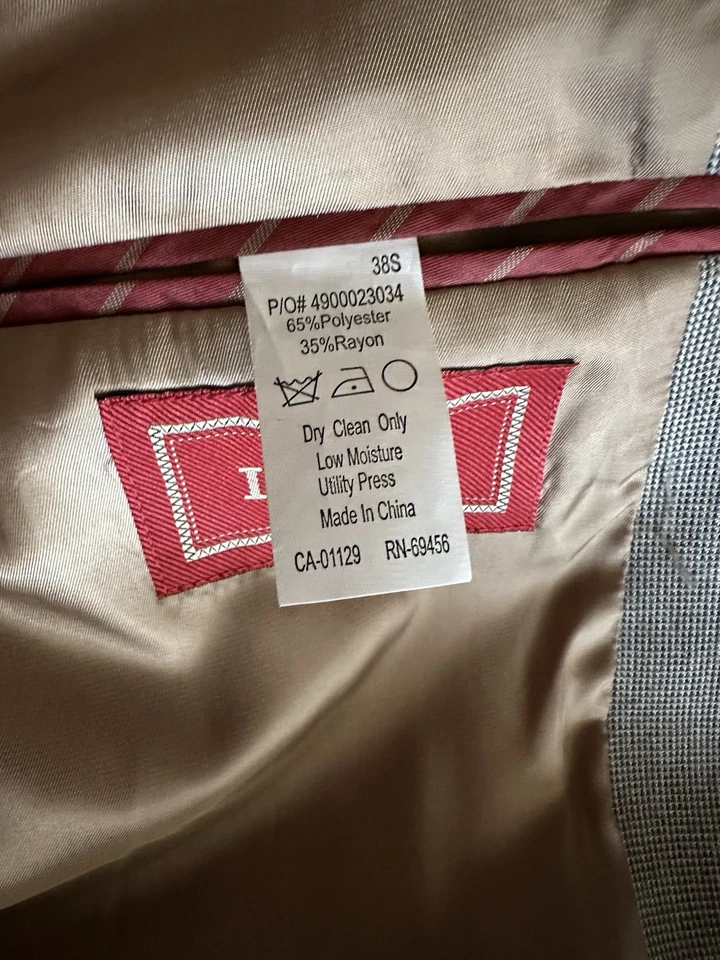 38S
P/O# 4900023034
65%Polyester
35%Rayon
Dry Clean Only
Low Moisture
Utility Press
Made In China
CA-01129 RN-69456